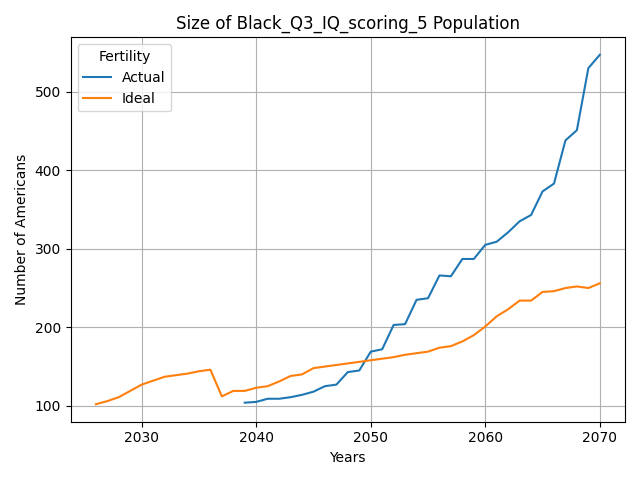 Size of Black_Q3_IQ_scoring_5 Population
Fertility
Actual
Ideal
Number of Americans
500
400
300
200
100
2030 2040 2050 2060 2070
Years